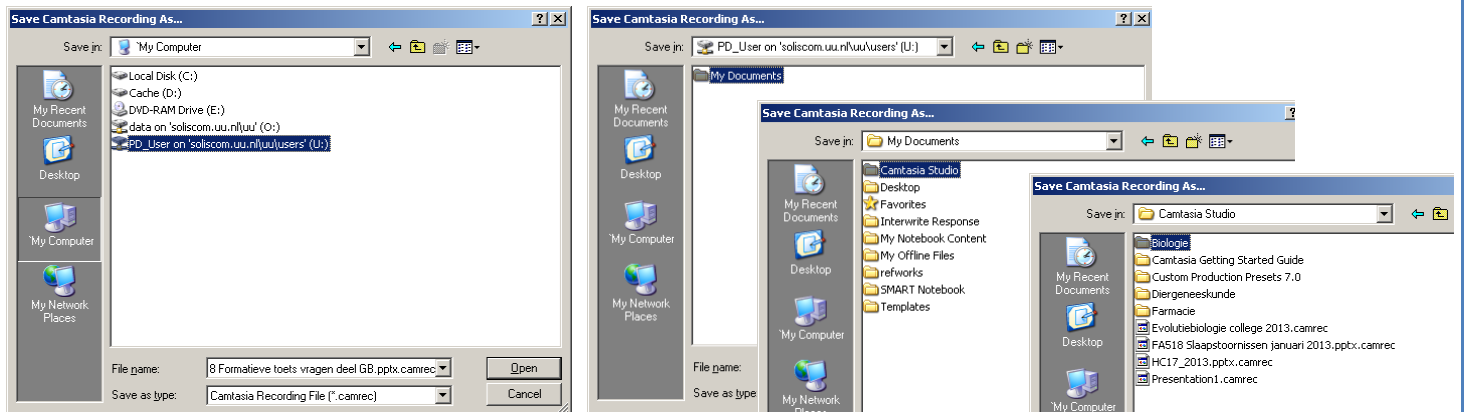 Save Camtasia Recording As...
Save in:
`My Computer
My Recent
Documents
Desktop
`My Computer
My Network
Places
Local Disk (C:)
Cache (D:)
DVD-RAM Drive (E:)
data on 'soliscom.uu.nl\uu' (O:)
PD_User on 'soliscom.uu.nl\uu\users' (U:)
File name:
8 Formatieve toets vragen deel GB.pptx.camrec
Open
Save as type:
Camtasia Recording File (*.camrec)
Cancel
Save Camtasia Recording As...
Save in:
PD_User on 'soliscom.uu.nl\uu\users' (U:)
My Recent
Documents
Desktop
`My Computer
My Network
Places
My Documents
File name:
Save as type
Save Camtasia Recording As...
Save in:
My Documents
My Recent
Documents
Desktop
`My Computer
My Network
Camtasia Studio
Desktop
Favorites
Interwrite Response
My Notebook Content
My Offline Files
refworks
SMART Notebook
Templates
Save Camtasia Recording As...
Save in:
Camtasia Studio
My Recent
Documents
Desktop
`My Computer
Biologie
Camtasia Getting Started Guide
Custom Production Presets 7.0
Diergeneeskunde
Farmacie
Evolutiebiologie college 2013.camrec
FA518 Slaapstoornissen januari 2013.pptx.camrec
HC17_2013.pptx.camrec
Presentation1.camrec